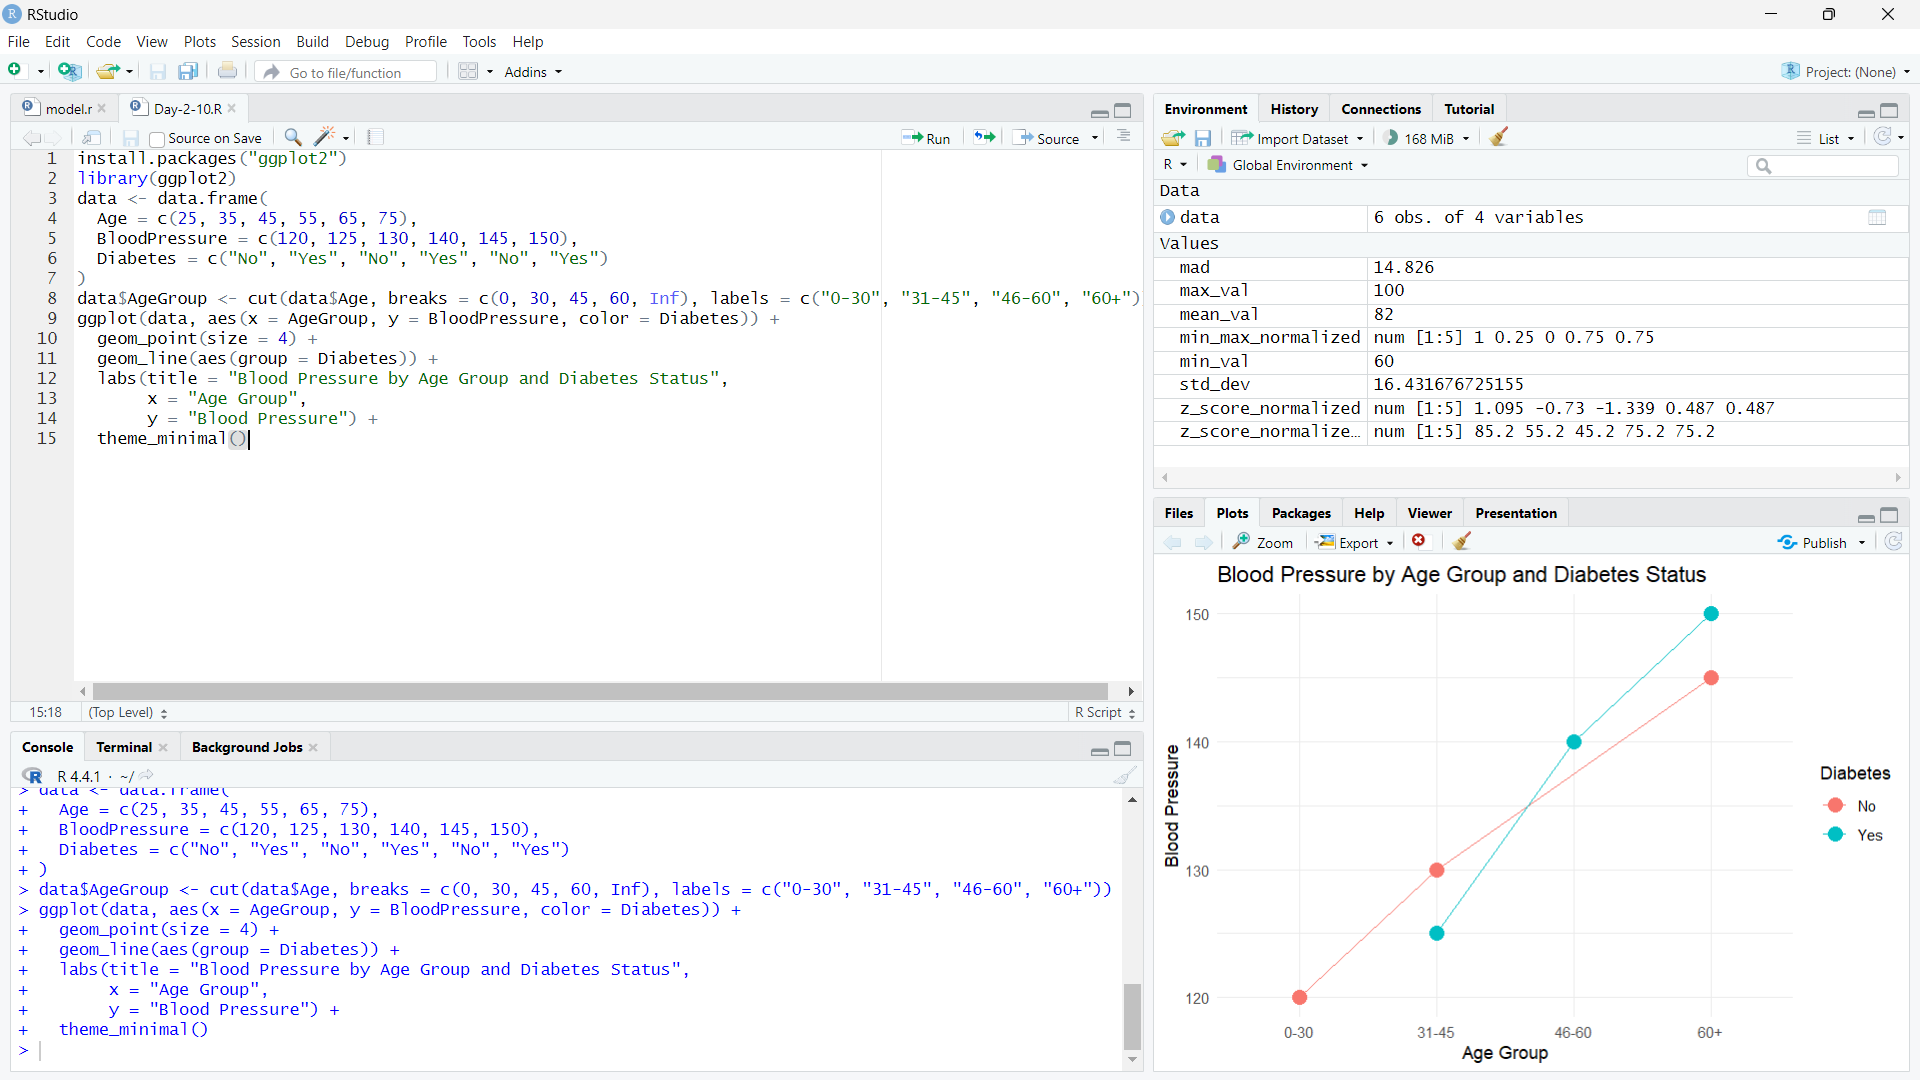 RStudio
File Edit Code View Plots Session Build Debug Profile Tools Help
Go to file/function Addins Project: (None)
model.r Day-2-10.R
Source on Save Run Source
1 install.packages("ggplot2")
2 library(ggplot2)
3 data <- data.frame(
4 Age = c(25, 35, 45, 55, 65, 75),
5 BloodPressure = c(120, 125, 130, 140, 145, 150),
6 Diabetes = c("No", "Yes", "No", "Yes", "No", "Yes")
7 )
8 data$AgeGroup <- cut(data$Age, breaks = c(0, 30, 45, 60, Inf), labels = c("0-30", "31-45", "46-60", "60+")
9 ggplot(data, aes(x = AgeGroup, y = BloodPressure, color = Diabetes)) +
10 geom_point(size = 4) +
11 geom_line(aes(group = Diabetes)) +
12 labs(title = "Blood Pressure by Age Group and Diabetes Status",
13 x = "Age Group",
14 y = "Blood Pressure") +
15 theme_minimal()
15:18 (Top Level) R Script
Console Terminal Background Jobs
R 4.4.1 · ~/
> data <- data.frame(
+ Age = c(25, 35, 45, 55, 65, 75),
+ BloodPressure = c(120, 125, 130, 140, 145, 150),
+ Diabetes = c("No", "Yes", "No", "Yes", "No", "Yes")
+ )
> data$AgeGroup <- cut(data$Age, breaks = c(0, 30, 45, 60, Inf), labels = c("0-30", "31-45", "46-60", "60+"))
> ggplot(data, aes(x = AgeGroup, y = BloodPressure, color = Diabetes)) +
+ geom_point(size = 4) +
+ geom_line(aes(group = Diabetes)) +
+ labs(title = "Blood Pressure by Age Group and Diabetes Status",
+ x = "Age Group",
+ y = "Blood Pressure") +
+ theme_minimal()
>
Environment History Connections Tutorial
Import Dataset 168 MiB List
R Global Environment
Data
data 6 obs. of 4 variables
Values
mad 14.826
max_val 100
mean_val 82
min_max_normalized num [1:5] 1 0.25 0 0.75 0.75
min_val 60
std_dev 16.431676725155
z_score_normalized num [1:5] 1.095 -0.73 -1.339 0.487 0.487
z_score_normalize… num [1:5] 85.2 55.2 45.2 75.2 75.2
Files Plots Packages Help Viewer Presentation
Zoom Export Publish
Blood Pressure by Age Group and Diabetes Status
150
140
130
120
Blood Pressure
0-30 31-45 46-60 60+
Age Group
Diabetes
No
Yes